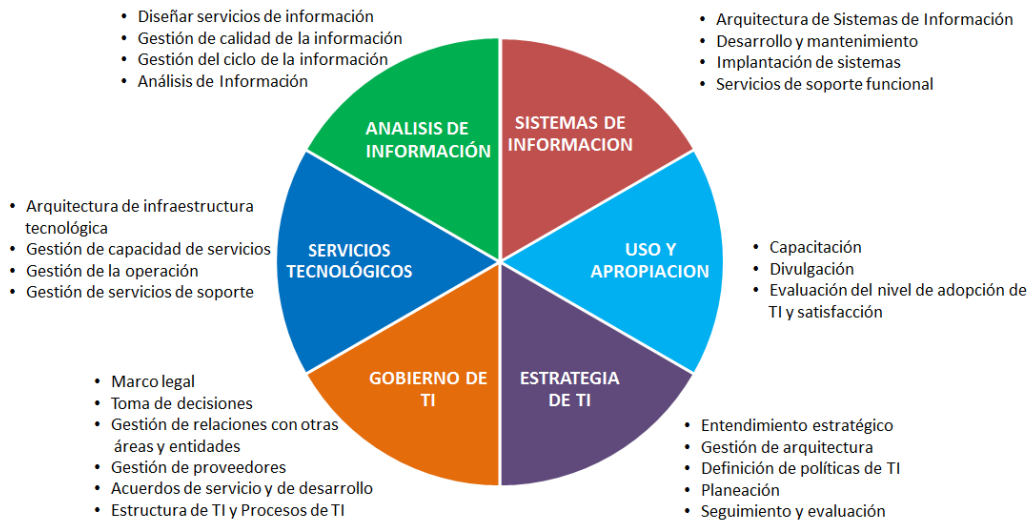 • Diseñar servicios de información
• Gestión de calidad de la información
• Gestión del ciclo de la información
• Análisis de Información
• Arquitectura de Sistemas de Información
• Desarrollo y mantenimiento
• Implantación de sistemas
• Servicios de soporte funcional
ANALISIS DE
INFORMACIÓN
SISTEMAS DE
INFORMACION
• Arquitectura de infraestructura
tecnológica
• Gestión de capacidad de servicios
• Gestión de la operación
• Gestión de servicios de soporte
SERVICIOS
TECNOLÓGICOS
USO Y
APROPIACION
• Capacitación
• Divulgación
• Evaluación del nivel de adopción de
TI y satisfacción
GOBIERNO DE
TI
ESTRATEGIA
DE TI
• Marco legal
• Toma de decisiones
• Gestión de relaciones con otras
áreas y entidades
• Gestión de proveedores
• Acuerdos de servicio y de desarrollo
• Estructura de TI y Procesos de TI
• Entendimiento estratégico
• Gestión de arquitectura
• Definición de políticas de TI
• Planeación
• Seguimiento y evaluación